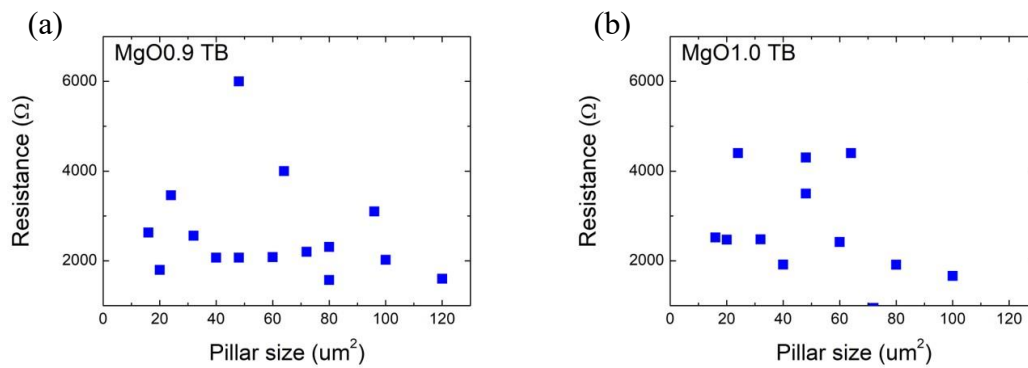 (a)
MgO0.9 TB
6000
4000
2000
Resistance (Ω)
0 20 40 60 80 100 120
Pillar size (um²)
(b)
MgO1.0 TB
6000
4000
2000
Resistance (Ω)
0 20 40 60 80 100 120
Pillar size (um²)